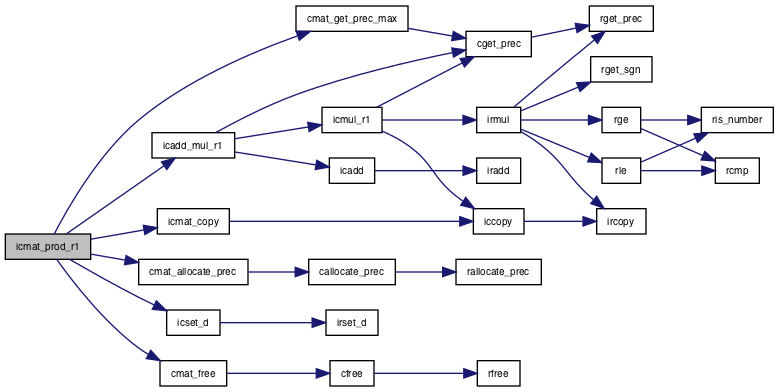 cmat_get_prec_max
rget_prec
cget_prec
rget_sgn
icmul_r1
irmul
rge
ris_number
icadd_mul_r1
icadd
iradd
rle
rcmp
icmat_copy
iccopy
ircopy
icmat_prod_r1
cmat_allocate_prec
callocate_prec
rallocate_prec
icset_d
irset_d
cmat_free
cfree
rfree